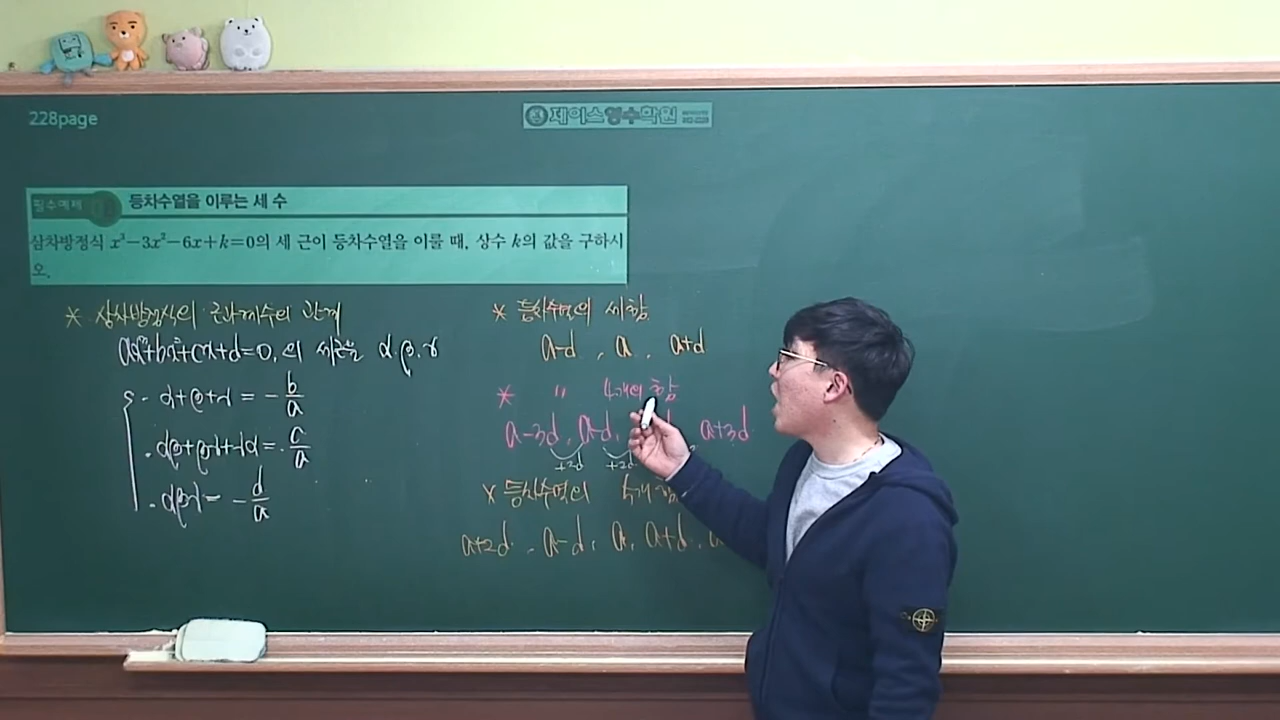 228page
제이스영수학원
필수예제
등차수열을 이루는 세 수
삼차방정식 x³−3x²−6x+k=0의 세 근이 등차수열을 이룰 때, 상수 k의 값을 구하시
오.
* 삼차방정식의 근과계수의 관계
ax³+bx²+cx+d=0, 의 세근을 α, β, γ
α+β+γ = − b/a
αβ+βγ+γα = c/a
αβγ = − d/a
* 등차수열의 세항
a−d , a , a+d
* " 4개의 항
a−3d, a−d, a+3d
+2d +2d
* 등차수열의 5개 항
a+2d , a−d, a, a+d,